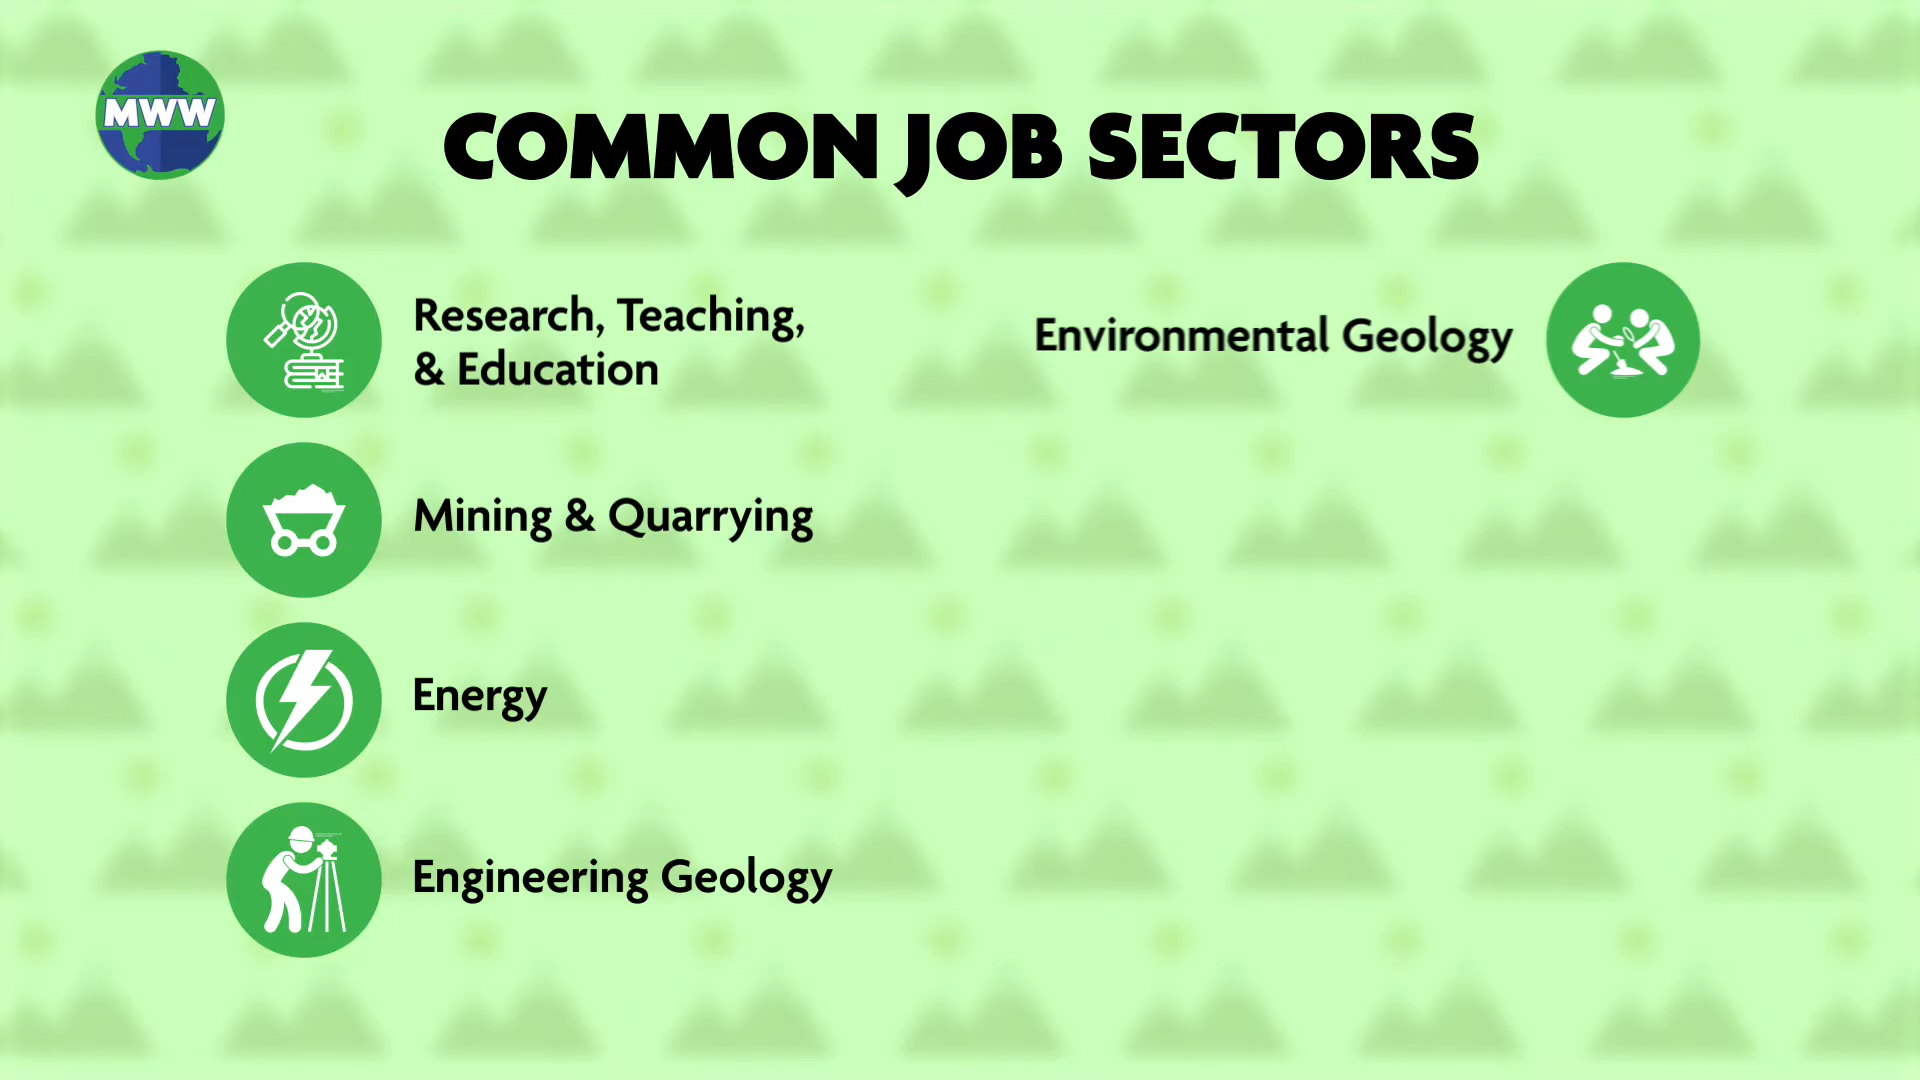 MWW
COMMON JOB SECTORS
Research, Teaching,
& Education
Mining & Quarrying
Energy
Engineering Geology
Environmental Geology